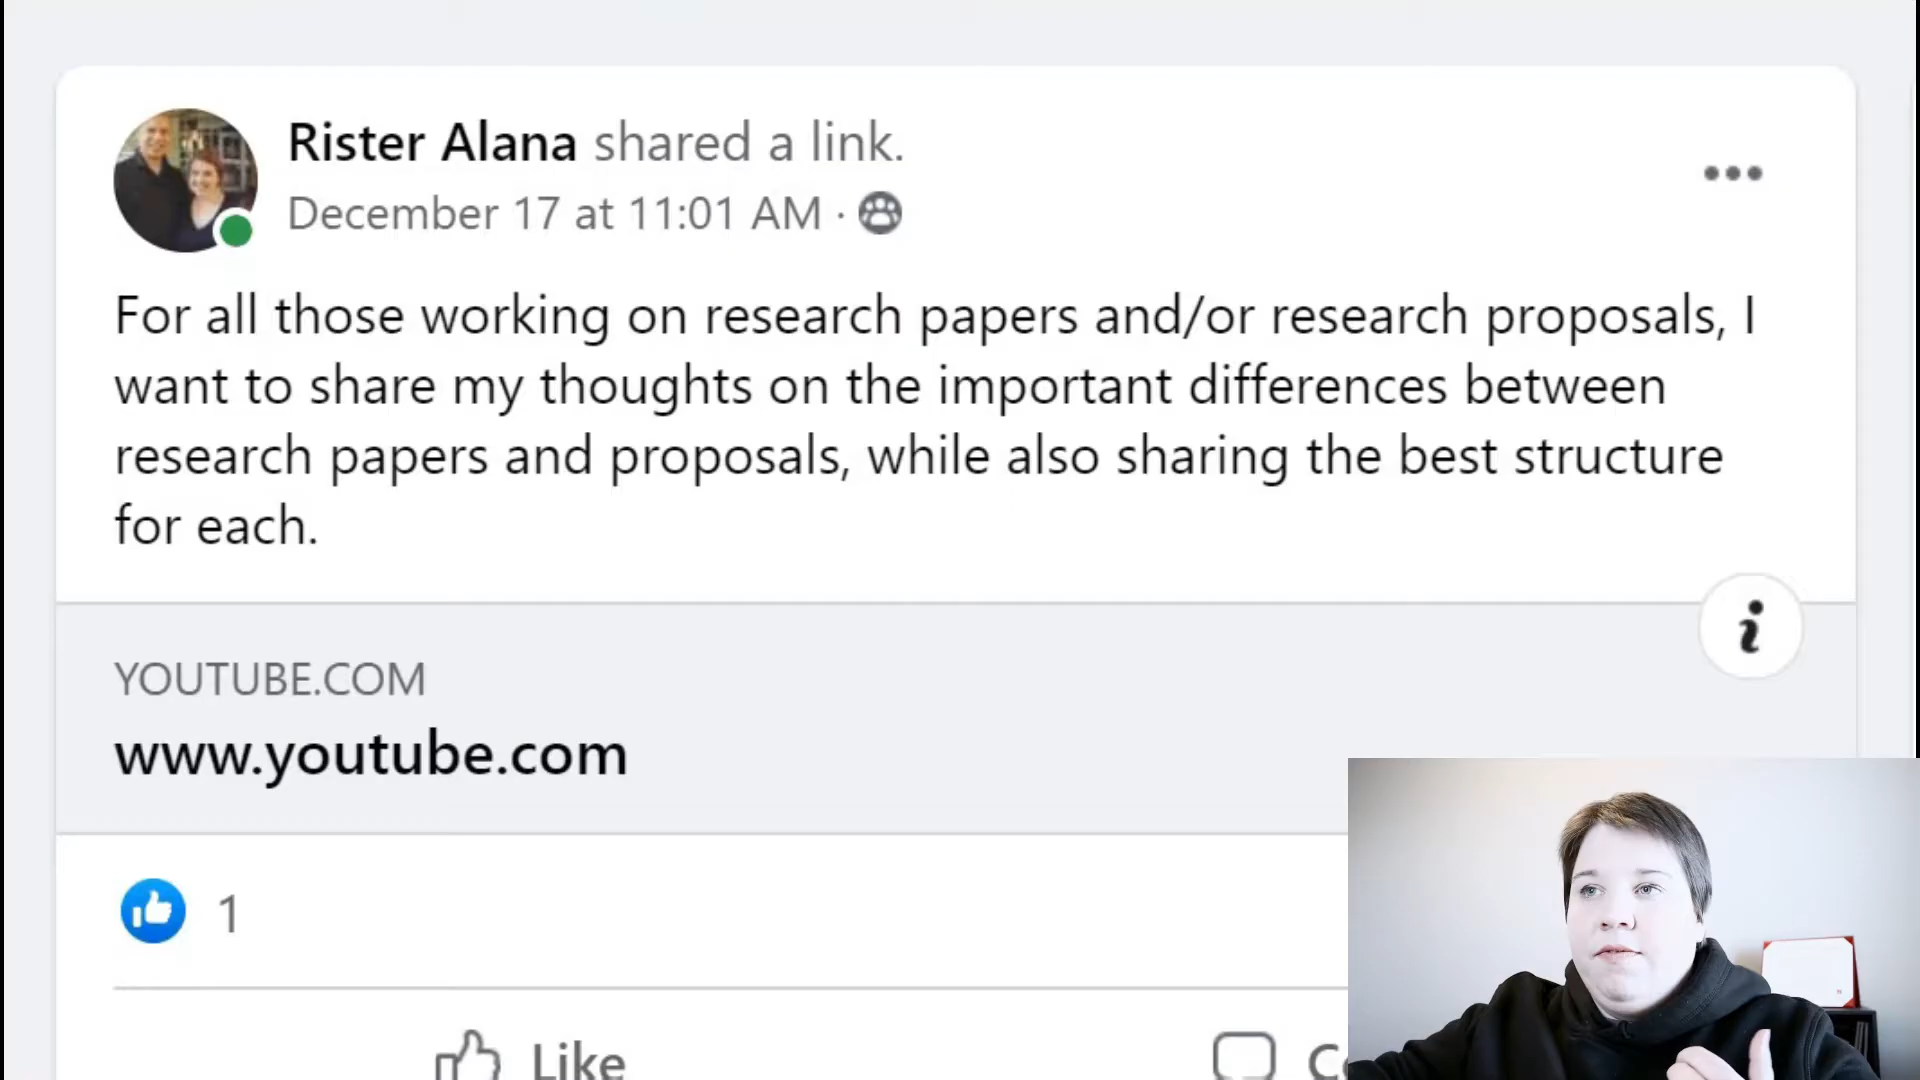 Rister Alana shared a link.
December 17 at 11:01 AM ·
For all those working on research papers and/or research proposals, I
want to share my thoughts on the important differences between
research papers and proposals, while also sharing the best structure
for each.
i
YOUTUBE.COM
www.youtube.com
1
Like